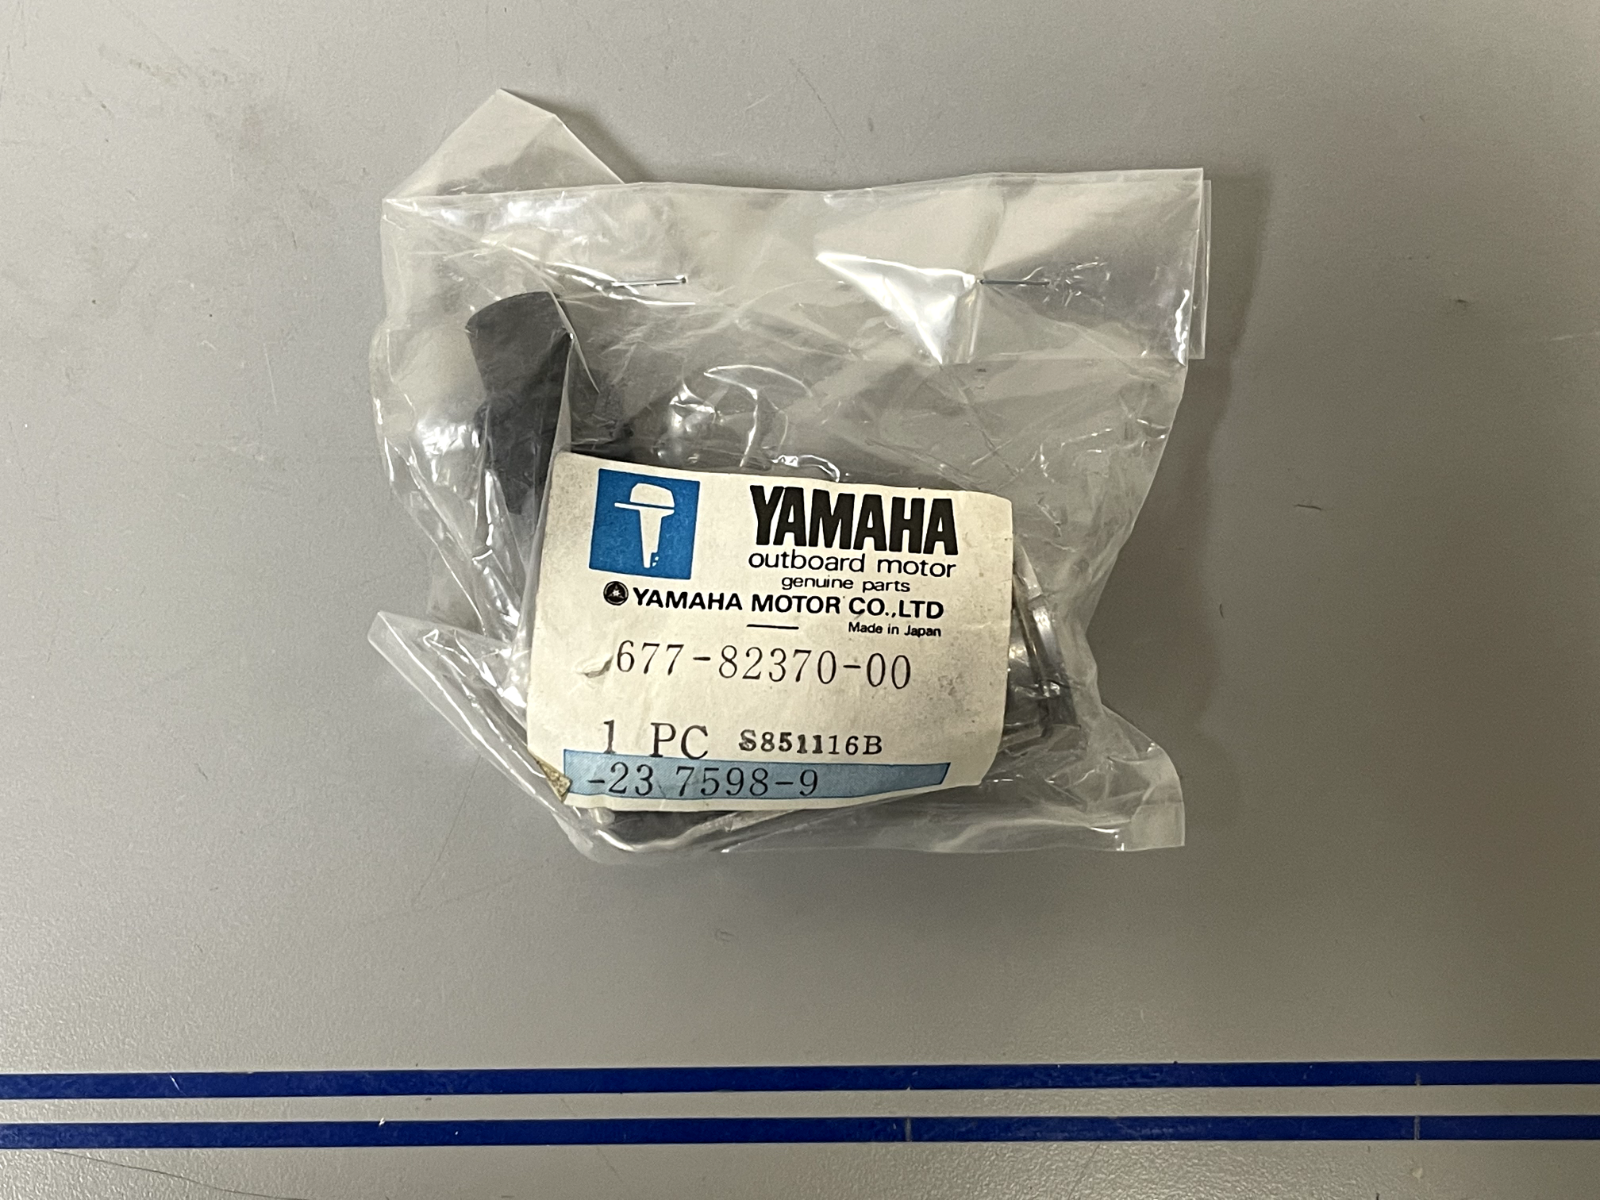 YAMAHA
outboard motor
genuine parts
YAMAHA MOTOR CO.,LTD
Made in Japan
677-82370-00
1 PC S851116B
-23 7598-9